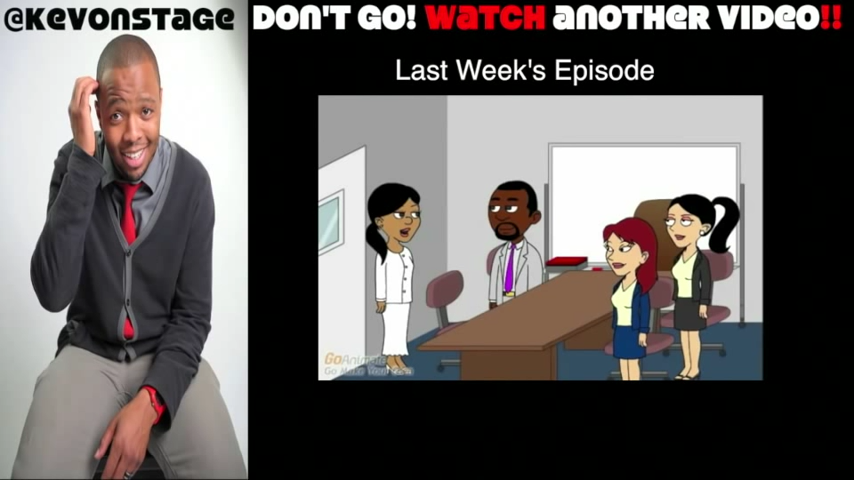 @KEVONSTAGE
DON'T GO! WATCH ANOTHER VIDEO!!
Last Week's Episode
GoAnimate